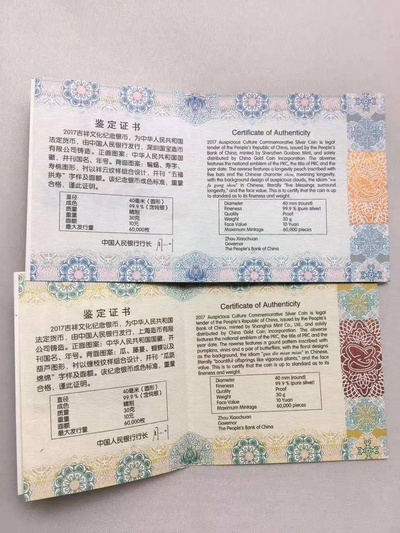 鉴定证书
2017吉祥文化纪念银币，为中华人民共和国
法定货币，由中国人民银行发行，深圳国宝造币
有限公司铸造。正面图案：中华人民共和国国
徽，并刊国名、年号。背面图案：蝙蝠、寿字、
寿桃图形，衬以祥云纹样组合设计，并刊“五福
拱寿”字样及面额。该纪念银币成色标准，重量
合格，谨此证明。
直径 40毫米（圆形）
成色 99.9%（含纯银）
质量 精制
重量 30克
面额 10元
最大发行量 60,000枚
中国人民银行行长
Certificate of Authenticity
2017 Auspicious Culture Commemorative Silver Coin is legal
tender of the People's Republic of China, issued by the People's
Bank of China, minted by Shenzhen Guobao Mint, and solely
distributed by China Gold Coin Incorporation. The obverse
features the national emblem of the PRC, the title of PRC and the
year date. The reverse features a longevity peach inscribed with
five bats and the Chinese character shou, meaning longevity,
with the background design of auspicious clouds, the idiom "wu
fu gong shou" in Chinese, literally "five blessings surround
longevity," and the face value. This is to certify that the coin is up
to standard as to its fineness and weight.
Diameter 40 mm (round)
Fineness 99.9 % (pure silver)
Quality Proof
Weight 30 g
Face Value 10 Yuan
Maximum Mintage 60,000 pieces
Zhou Xiaochuan
Governor
The People's Bank of China
鉴定证书
2017吉祥文化纪念银币，为中华人民共和国
法定货币，由中国人民银行发行，上海造币有限
公司铸造。正面图案：中华人民共和国国徽，并
刊国名、年号。背面图案：瓜、藤蔓、蝴蝶以及
葫芦图形，衬以缠枝纹样组合设计，并刊“瓜瓞
绵绵”字样及面额。该纪念银币成色标准，重量
合格，谨此证明。
直径 40毫米（圆形）
成色 99.9%（含纯银）
质量 精制
重量 30克
面额 10元
最大发行量 60,000枚
中国人民银行行长
Certificate of Authenticity
2017 Auspicious Culture Commemorative Silver Coin is legal
tender of the People's Republic of China, issued by the People's
Bank of China, minted by Shanghai Mint Co., Ltd., and solely
distributed by China Gold Coin Incorporation. The obverse
features the national emblem of the PRC, the title of PRC and the
year date. The reverse features a gourd pattern inscribed with
pumpkins, vines and a pair of butterflies, with the floral designs
as the background, the idiom "gua die mian mian" in Chinese,
literally "bountiful offsprings like vigorous plants," and the face
value. This is to certify that the coin is up to standard as to its
fineness and weight.
Diameter 40 mm (round)
Fineness 99.9 % (pure silver)
Quality Proof
Weight 30 g
Face Value 10 Yuan
Maximum Mintage 60,000 pieces
Zhou Xiaochuan
Governor
The People's Bank of China